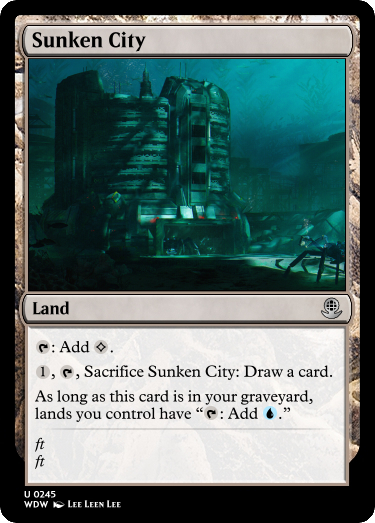 Sunken City
Land
: Add .
1, , Sacrifice Sunken City: Draw a card.
As long as this card is in your graveyard,
lands you control have “: Add .”
ft
ft
U 0245
WDW Lee Leen Lee